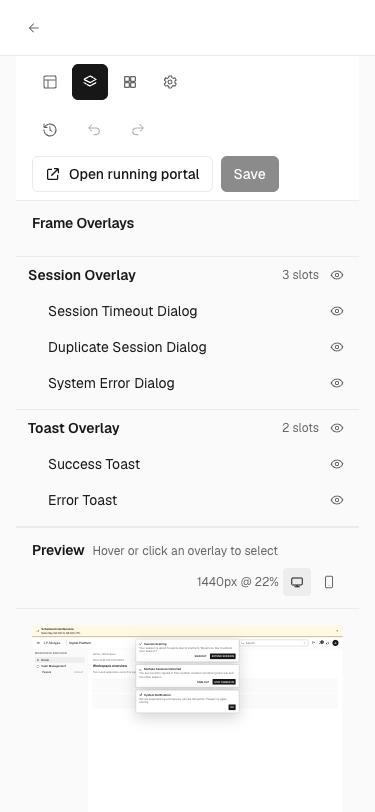 Open running portal
Save
Frame Overlays
Session Overlay
3 slots
Session Timeout Dialog
Duplicate Session Dialog
System Error Dialog
Toast Overlay
2 slots
Success Toast
Error Toast
Preview
Hover or click an overlay to select
1440px @ 22%
Digital Platform
Workspace overview